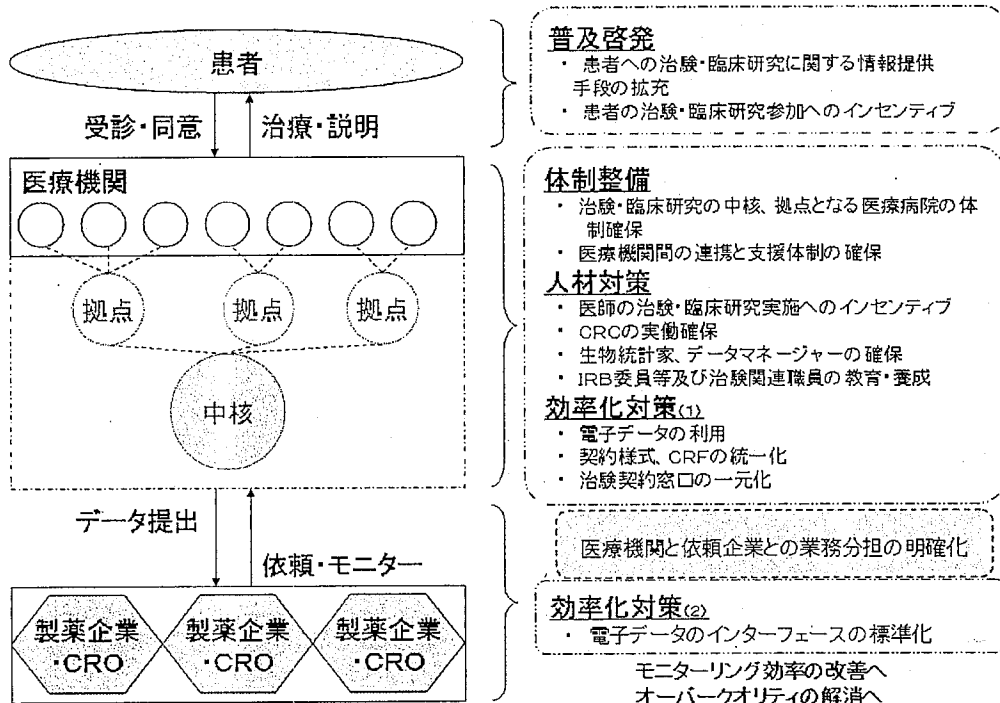 患者
受診・同意
治療・説明
医療機関
拠点
拠点
拠点
中核
データ提出
依頼・モニター
製薬企業
・CRO
製薬企業
・CRO
製薬企業
・CRO
普及啓発
・ 患者への治験・臨床研究に関する情報提供
手段の拡充
・ 患者の治験・臨床研究参加へのインセンティブ
体制整備
・ 治験・臨床研究の中核、拠点となる医療病院の体
制確保
・ 医療機関間の連携と支援体制の確保
人材対策
・ 医師の治験・臨床研究実施へのインセンティブ
・ CRCの実働確保
・ 生物統計家、データマネージャーの確保
・ IRB委員等及び治験関連職員の教育・養成
効率化対策(1)
・ 電子データの利用
・ 契約様式、CRFの統一化
・ 治験契約窓口の一元化
医療機関と依頼企業との業務分担の明確化
効率化対策(2)
・ 電子データのインターフェースの標準化
モニターリング効率の改善へ
オーバークオリティの解消へ